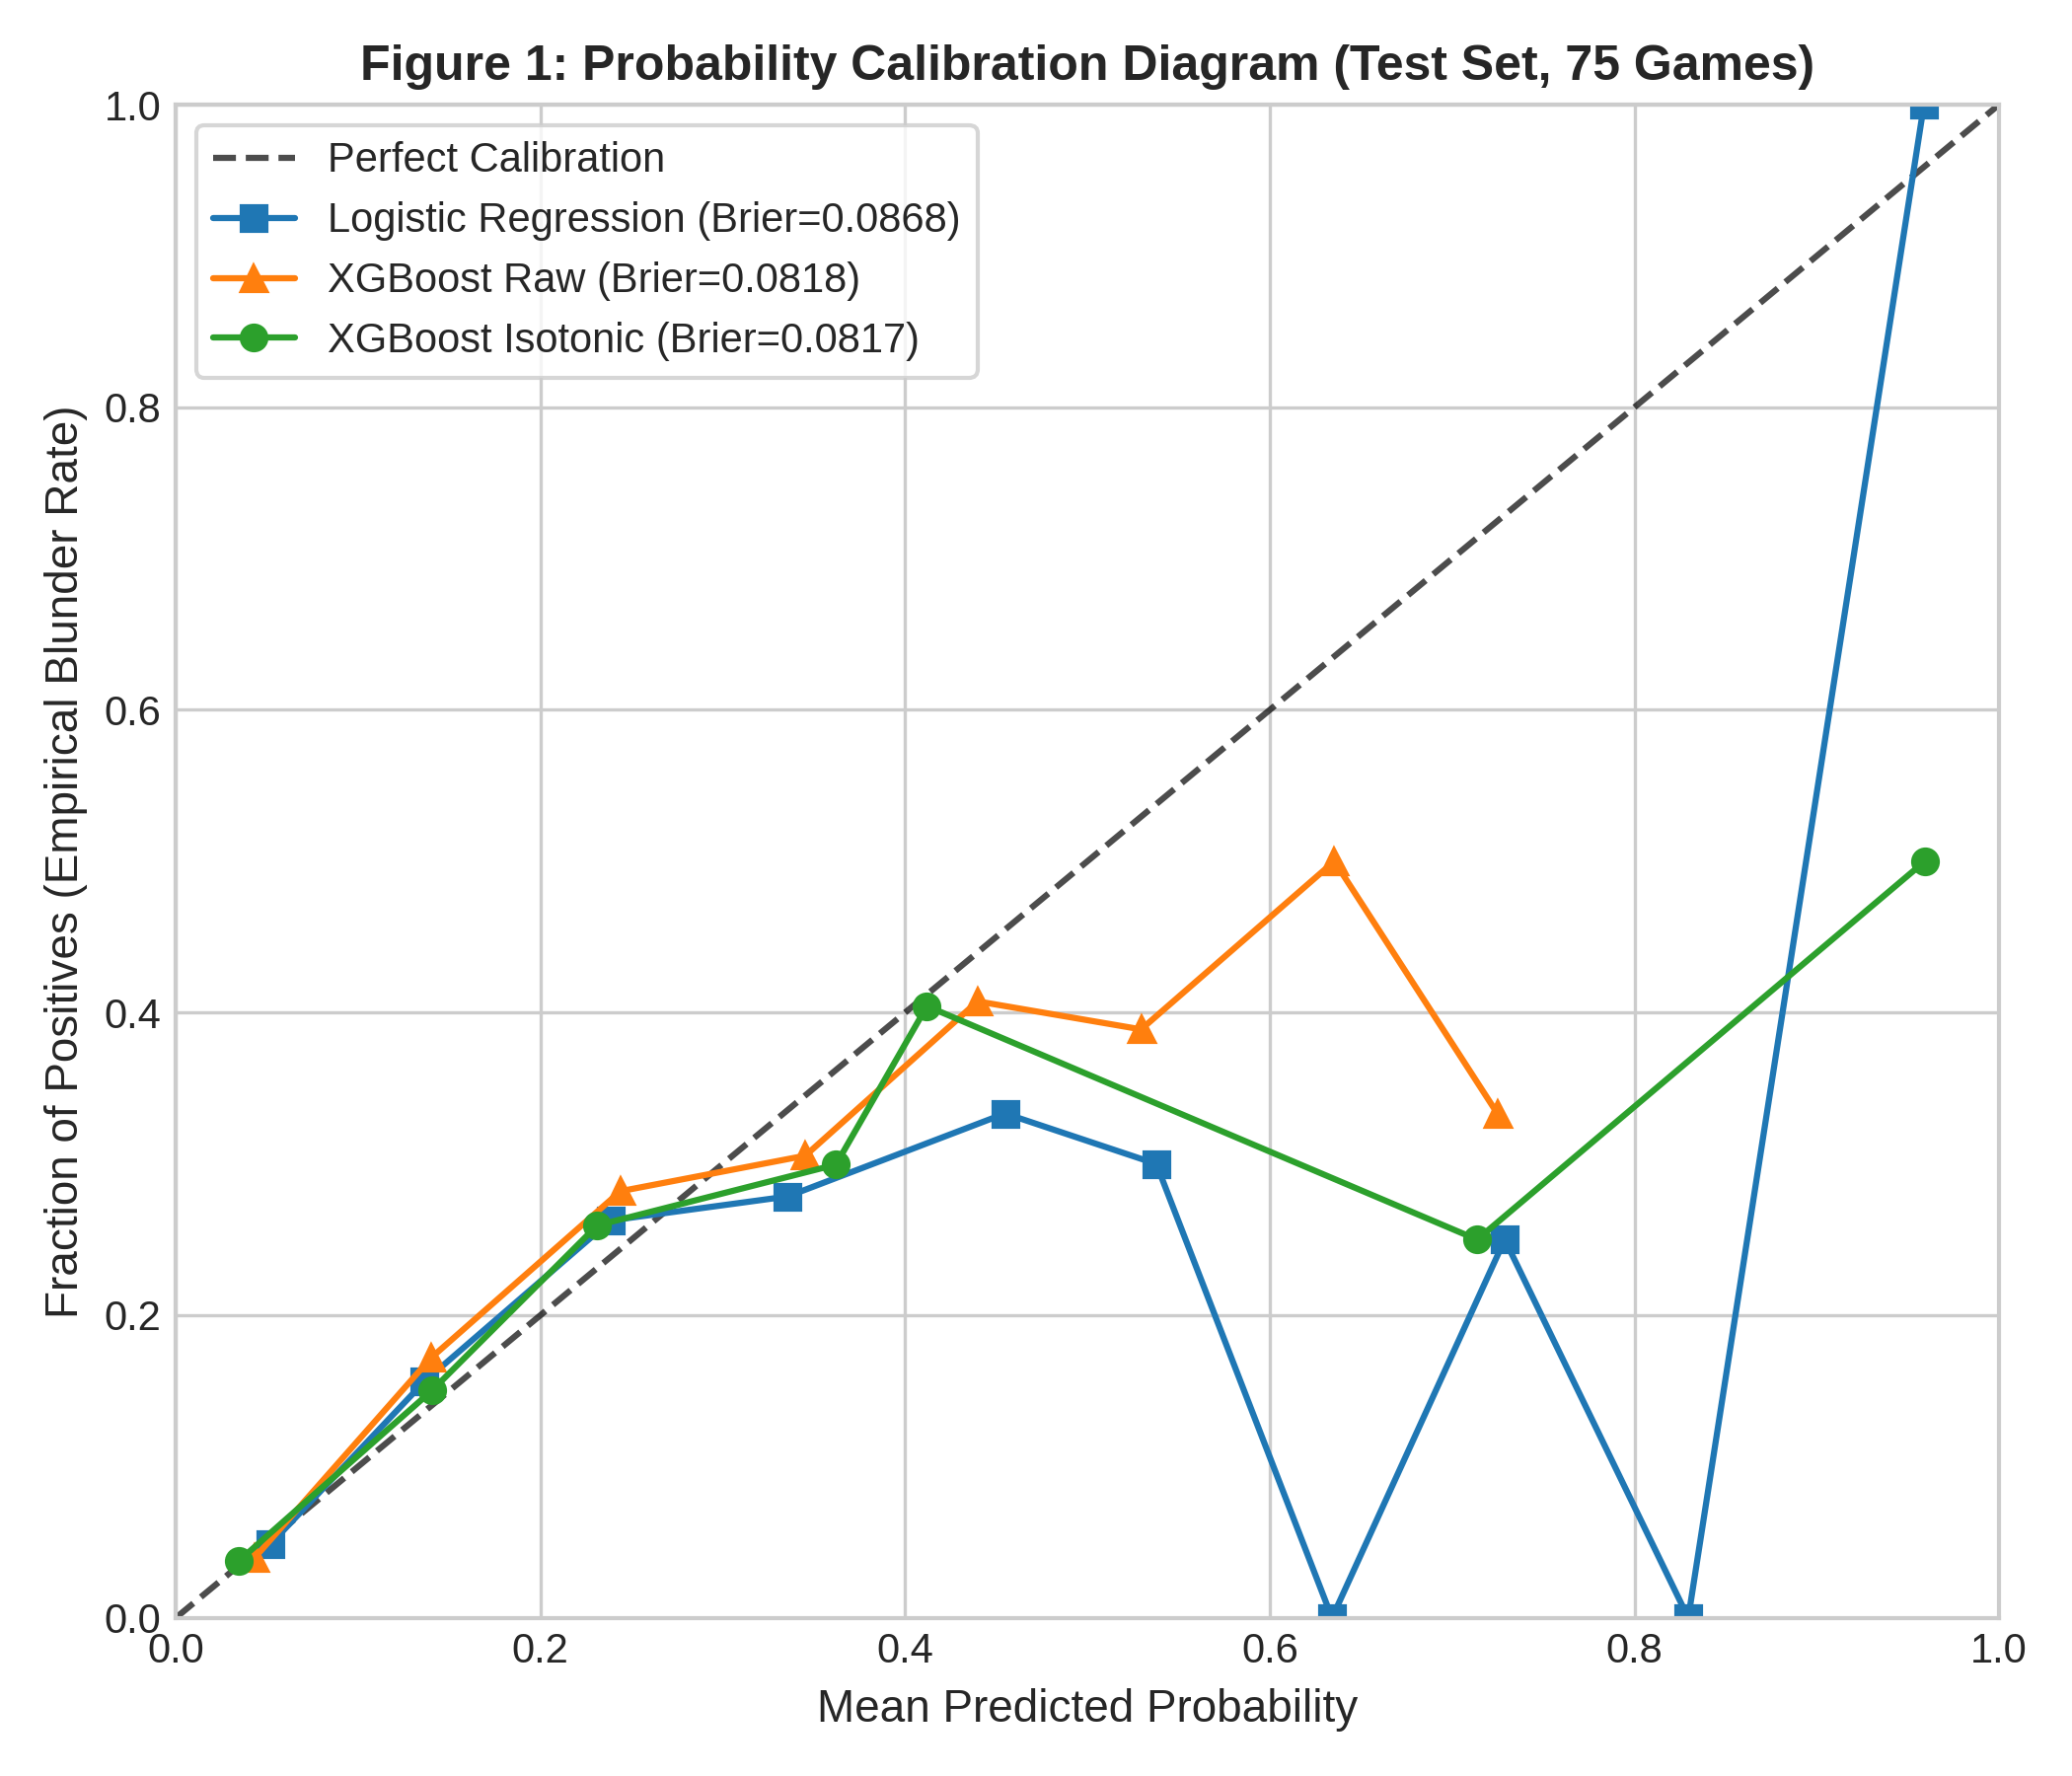 Figure 1: Probability Calibration Diagram (Test Set, 75 Games)
Perfect Calibration
Logistic Regression (Brier=0.0868)
XGBoost Raw (Brier=0.0818)
XGBoost Isotonic (Brier=0.0817)
Fraction of Positives (Empirical Blunder Rate)
1.0
0.8
0.6
0.4
0.2
0.0
0.0 0.2 0.4 0.6 0.8 1.0
Mean Predicted Probability